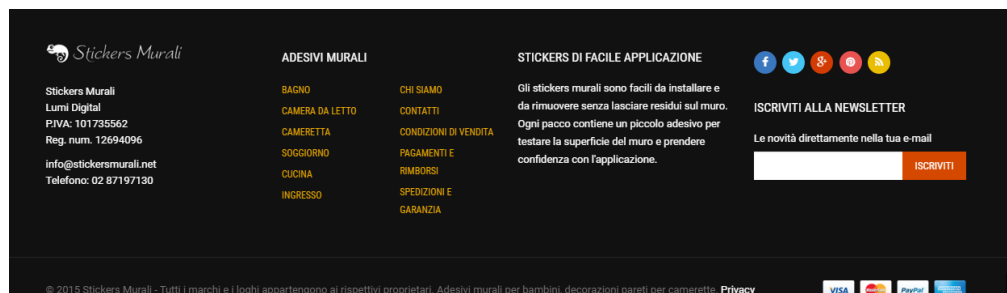 Stickers Murali
Stickers Murali
Lumi Digital
P.IVA: 101735562
Reg. num. 12694096
info@stickersmurali.net
Telefono: 02 87197130
ADESIVI MURALI
BAGNO
CAMERA DA LETTO
CAMERETTA
SOGGIORNO
CUCINA
INGRESSO
CHI SIAMO
CONTATTI
CONDIZIONI DI VENDITA
PAGAMENTI E
RIMBORSI
SPEDIZIONI E
GARANZIA
STICKERS DI FACILE APPLICAZIONE
Gli stickers murali sono facili da installare e
da rimuovere senza lasciare residui sul muro.
Ogni pacco contiene un piccolo adesivo per
testare la superficie del muro e prendere
confidenza con l'applicazione.
ISCRIVITI ALLA NEWSLETTER
Le novità direttamente nella tua e-mail
ISCRIVITI
© 2015 Stickers Murali - Tutti i marchi e i loghi appartengono ai rispettivi proprietari. Adesivi murali per bambini, decorazioni pareti per camerette. Privacy
VISA
PayPal